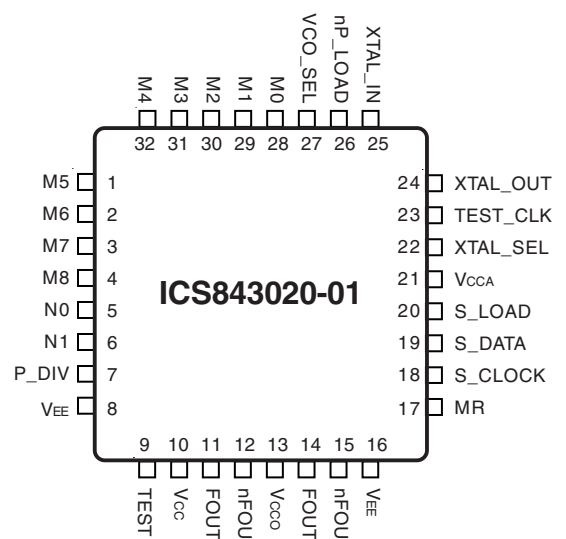 M4
M3
M2
M1
M0
VCO_SEL
nP_LOAD
XTAL_IN
32 31 30 29 28 27 26 25
M5 1
M6 2
M7 3
M8 4
N0 5
N1 6
P_DIV 7
VEE 8
ICS843020-01
24 XTAL_OUT
23 TEST_CLK
22 XTAL_SEL
21 VCCA
20 S_LOAD
19 S_DATA
18 S_CLOCK
17 MR
9 10 11 12 13 14 15 16
TEST
VCC
FOUT
nFOU
VCCO
FOUT
nFOU
VEE